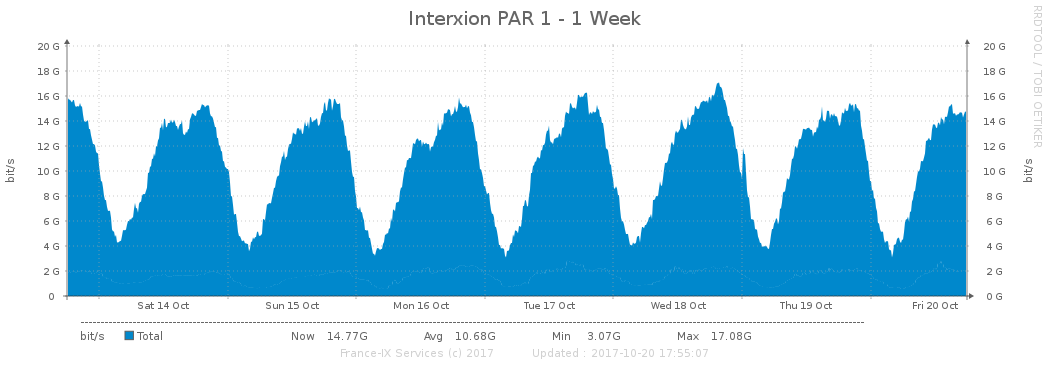 Interxion PAR 1 - 1 Week
RRDTOOL / TOBI OETIKER
20 G 20 G
18 G 18 G
16 G 16 G
14 G 14 G
12 G 12 G
10 G 10 G
8 G 8 G
6 G 6 G
4 G 4 G
2 G 2 G
0 0 G
bit/s
bit/s
Sat 14 Oct Sun 15 Oct Mon 16 Oct Tue 17 Oct Wed 18 Oct Thu 19 Oct Fri 20 Oct
bit/s Total Now 14.77G Avg 10.68G Min 3.07G Max 17.08G
France-IX Services (c) 2017 Updated : 2017-10-20 17:55:07